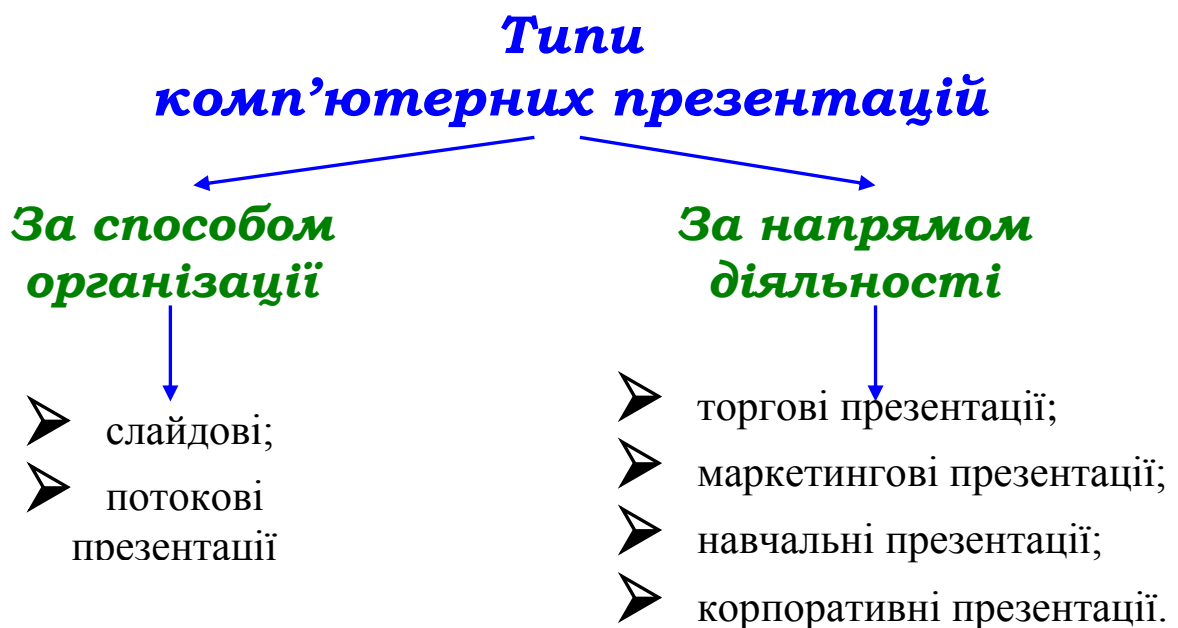 Типи
комп’ютерних презентацій
За способом
організації
слайдові;
потокові
презентації
За напрямом
діяльності
торгові презентації;
маркетингові презентації;
навчальні презентації;
корпоративні презентації.